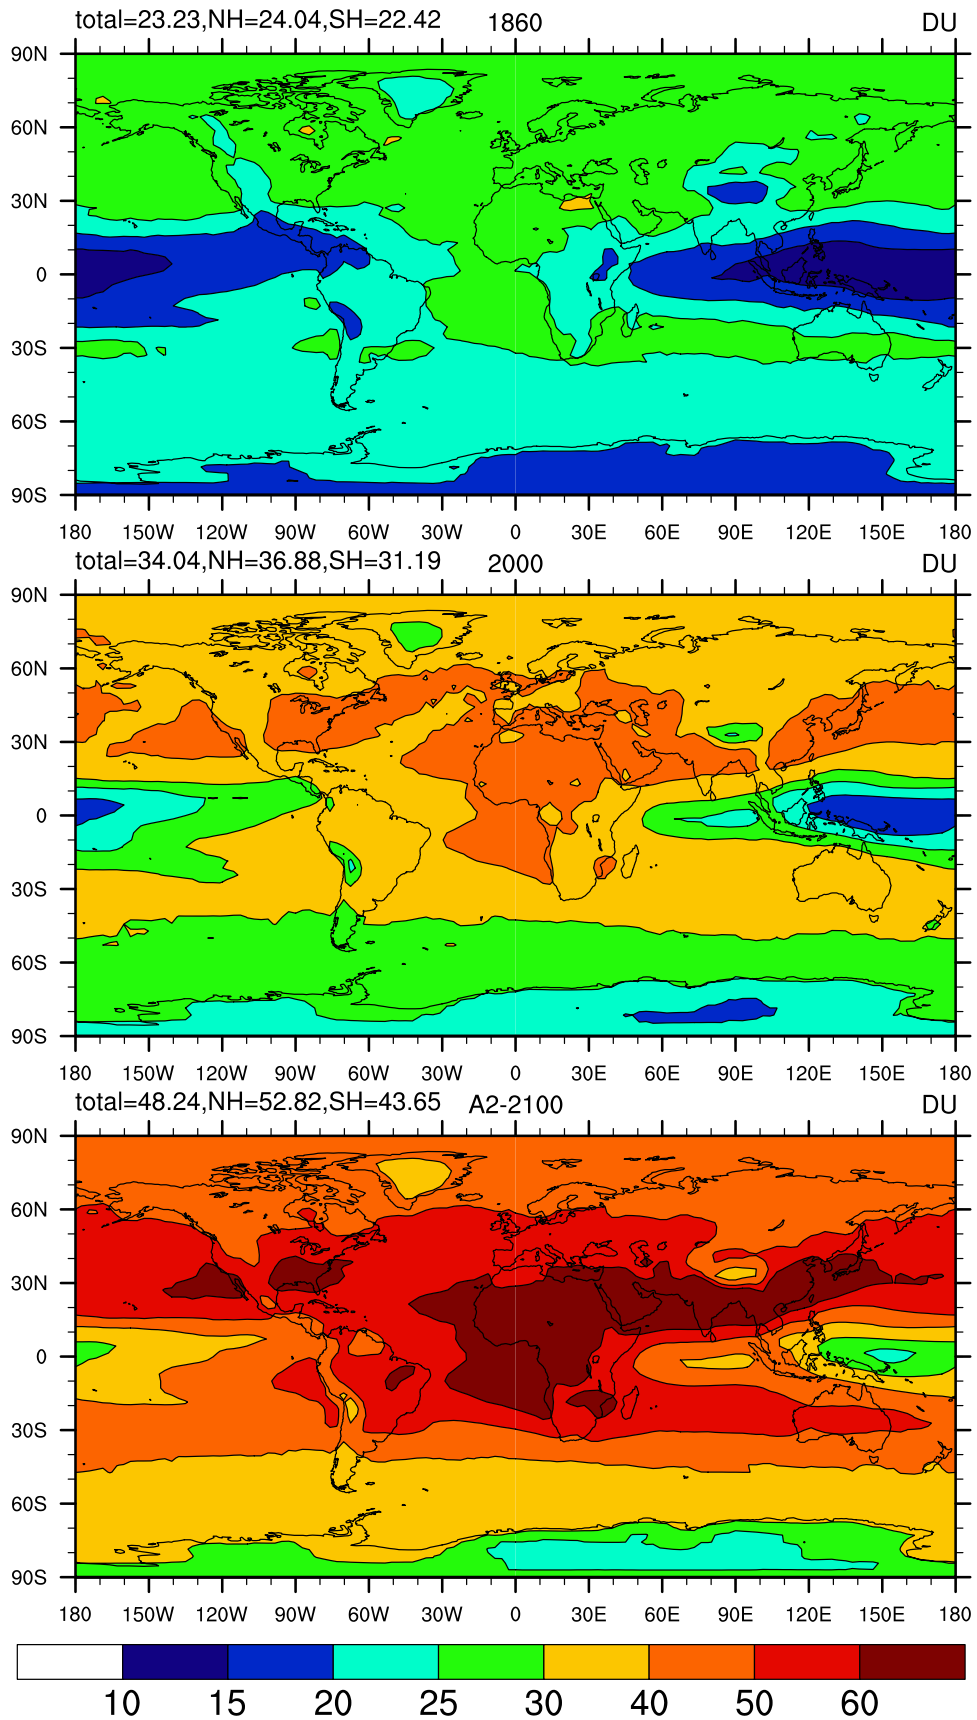 total=23.23,NH=24.04,SH=22.42 1860 DU
90N
60N
30N
0
30S
60S
90S
180 150W 120W 90W 60W 30W 0 30E 60E 90E 120E 150E 180
total=34.04,NH=36.88,SH=31.19 2000 DU
90N
60N
30N
0
30S
60S
90S
180 150W 120W 90W 60W 30W 0 30E 60E 90E 120E 150E 180
total=48.24,NH=52.82,SH=43.65 A2-2100 DU
90N
60N
30N
0
30S
60S
90S
180 150W 120W 90W 60W 30W 0 30E 60E 90E 120E 150E 180
10 15 20 25 30 40 50 60